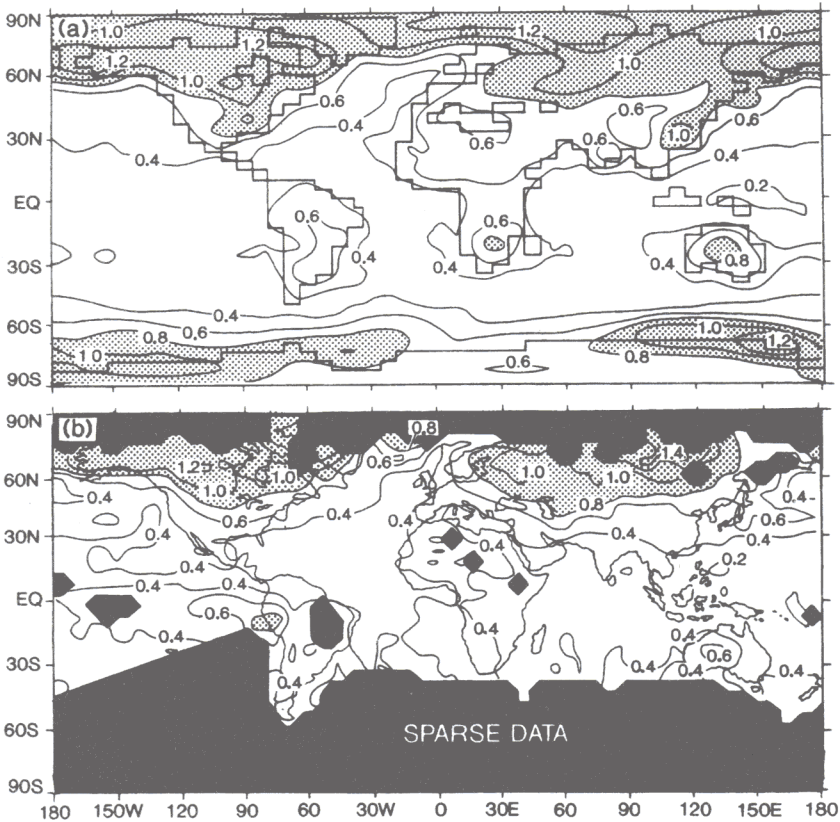 90N (a) 1.0 1.2 1.2 1.0
60N 1.2 1.0 1.0 0.6
30N 0.4 0.4 0.6 0.6 0.6 1.0 0.6 0.4
EQ 0.6 0.6 0.2
30S 0.4 0.4 0.4 0.8
60S 0.4 0.4 0.8 0.6 1.0 1.2
90S 1.0 0.6 0.8
90N (b) 0.8
60N 1.2 1.0 1.0 0.6 1.0 1.0 1.4
0.4 0.6 0.4 0.4 0.8 0.4 0.6
30N 0.4 0.4 0.4 0.4
0.4 0.4 0.2
EQ 0.6
0.4 0.4 0.4 0.4
30S 0.4 0.4 0.4 0.6 0.4
60S SPARSE DATA
90S
180 150W 120 90 60 30W 0 30E 60 90 120 150E 180